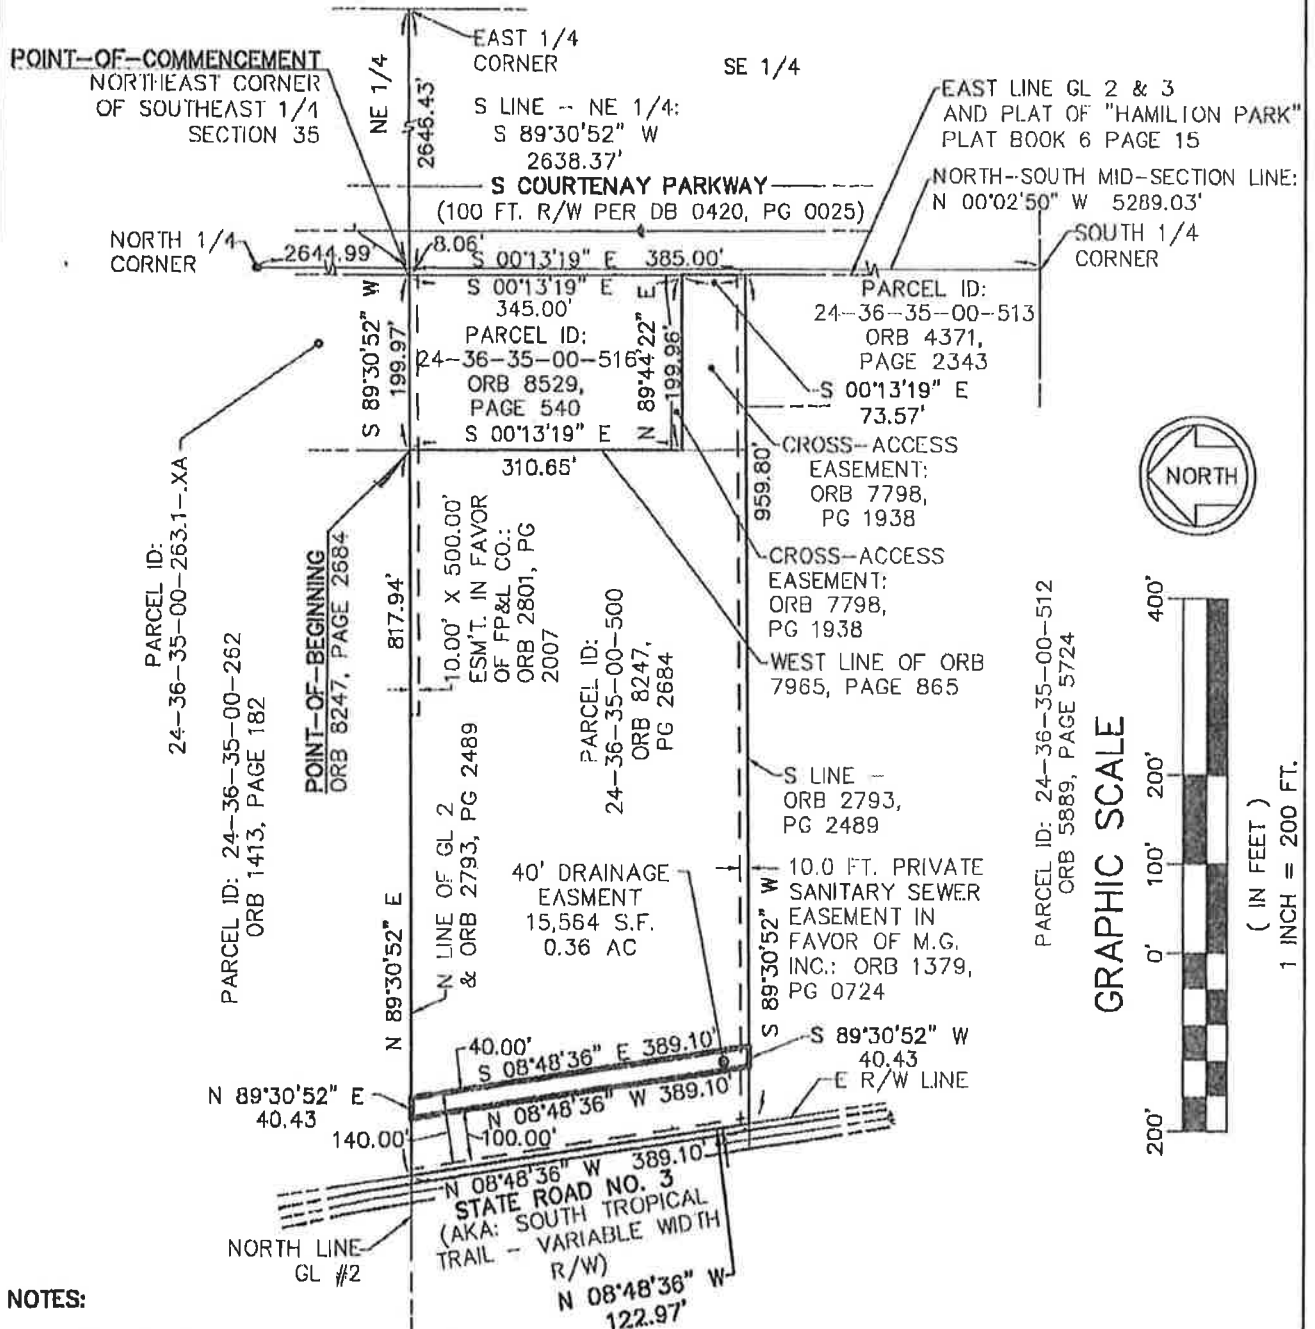 POINT-OF-COMMENCEMENT
NORTHEAST CORNER
OF SOUTHEAST 1/4
SECTION 35
NE 1/4
2646.43'
EAST 1/4
CORNER
SE 1/4
S LINE -- NE 1/4:
S 89°30'52" W
2638.37'
EAST LINE GL 2 & 3
AND PLAT OF "HAMILION PARK"
PLAT BOOK 6 PAGE 15
S COURTENAY PARKWAY
(100 FT. R/W PER DB 0420, PG 0025)
NORTH--SOUTH MID-SECTION LINE:
N 00°02'50" W 5289.03'
NORTH 1/4
CORNER
2644.99'
8.06'
S 00°13'19" E 385.00'
SOUTH 1/4
CORNER
S 00°13'19" E
345.00'
PARCEL ID:
24-36-35-00-516
ORB 8529,
PAGE 540
S 00°13'19" E
310.65'
S 89°30'52" W
199.97'
N 89°44'22" E
199.96'
PARCEL ID:
24-36-35-00-513
ORB 4371,
PAGE 2343
S 00°13'19" E
73.57'
CROSS-ACCESS
EASEMENT:
ORB 7798,
PG 1938
CROSS-ACCESS
EASEMENT:
ORB 7798,
PG 1938
WEST LINE OF ORB
7965, PAGE 865
959.80'
NORTH
PARCEL ID:
24-36-35-00-263.1-.XA
PARCEL ID: 24-36-35-00-262
ORB 1413, PAGE 182
POINT-OF-BEGINNING
ORB 8247, PAGE 2684
817.94'
10.00' X 500.00'
ESM'T. IN FAVOR
OF FP&L CO.:
ORB 2801, PG
2007
PARCEL ID:
24-36-35-00-500
ORB 8247,
PG 2684
S LINE -
ORB 2793,
PG 2489
PARCEL ID: 24-36-35-00-512
ORB 5889, PAGE 5724
GRAPHIC SCALE
400'
200'
100'
0'
200'
( IN FEET )
1 INCH = 200 FT.
N 89°30'52" E
N LINE OF GL 2
& ORB 2793, PG 2489
40' DRAINAGE
EASMENT
15,564 S.F.
0.36 AC
S 89°30'52" W
10.0 FT. PRIVATE
SANITARY SEWER
EASEMENT IN
FAVOR OF M.G.
INC.: ORB 1379,
PG 0724
S 89°30'52" W
40.43
E R/W LINE
40.00'
S 08°48'36" E 389.10'
N 89°30'52" E
40.43
N 08°48'36" W 389.10'
140.00'
100.00'
N 08°48'36" W 389.10'
STATE ROAD NO. 3
(AKA: SOUTH TROPICAL
TRAIL - VARIABLE WIDTH
R/W)
N 08°48'36" W
122.97'
NORTH LINE
GL #2
NOTES: